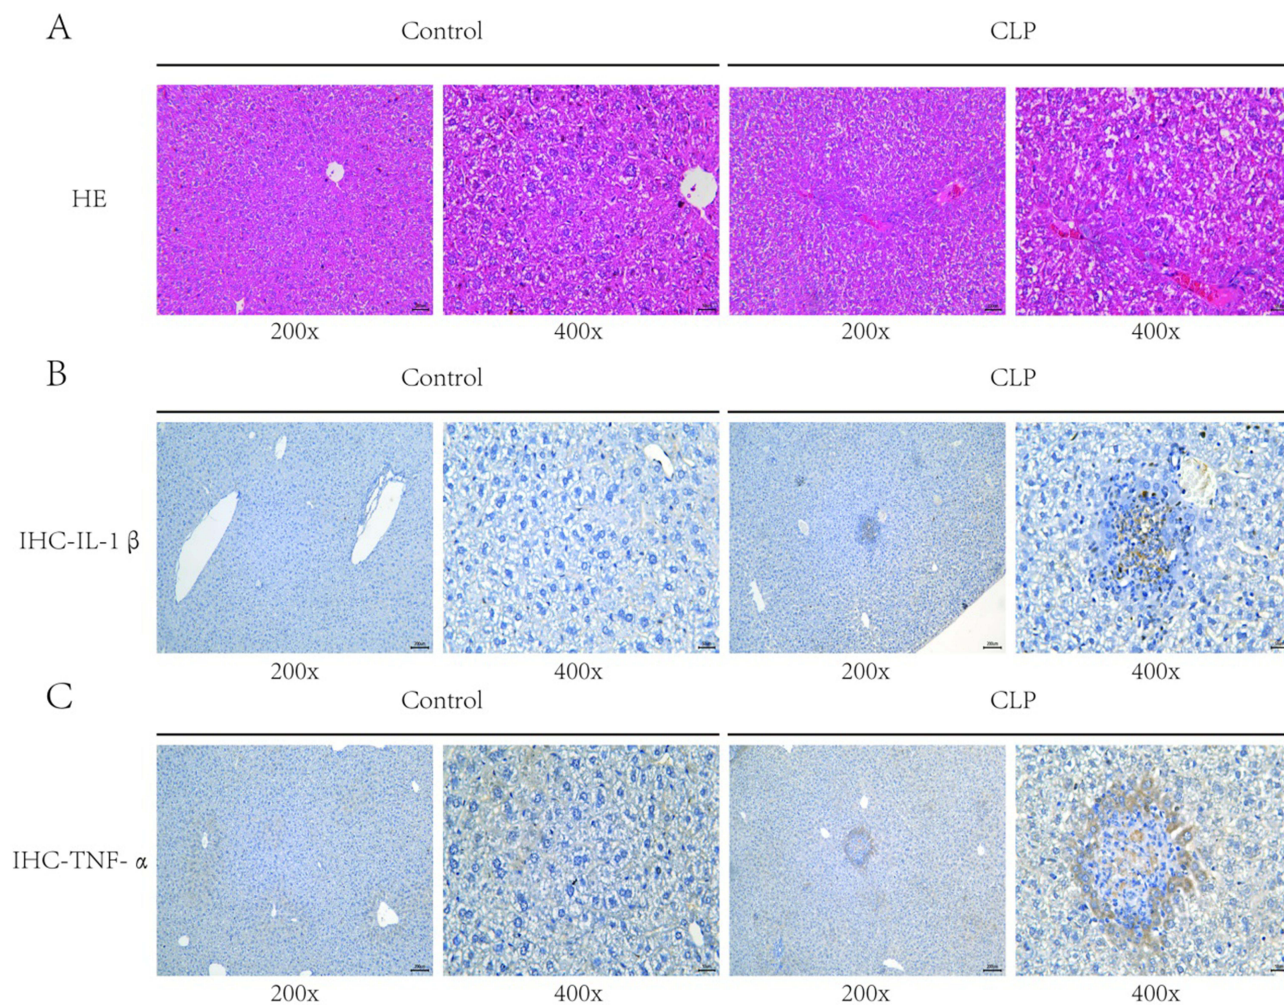 A
Control
CLP
HE
200x
400x
200x
400x
B
Control
CLP
IHC-IL-1 β
200x
400x
200x
400x
C
Control
CLP
IHC-TNF- α
200x
400x
200x
400x